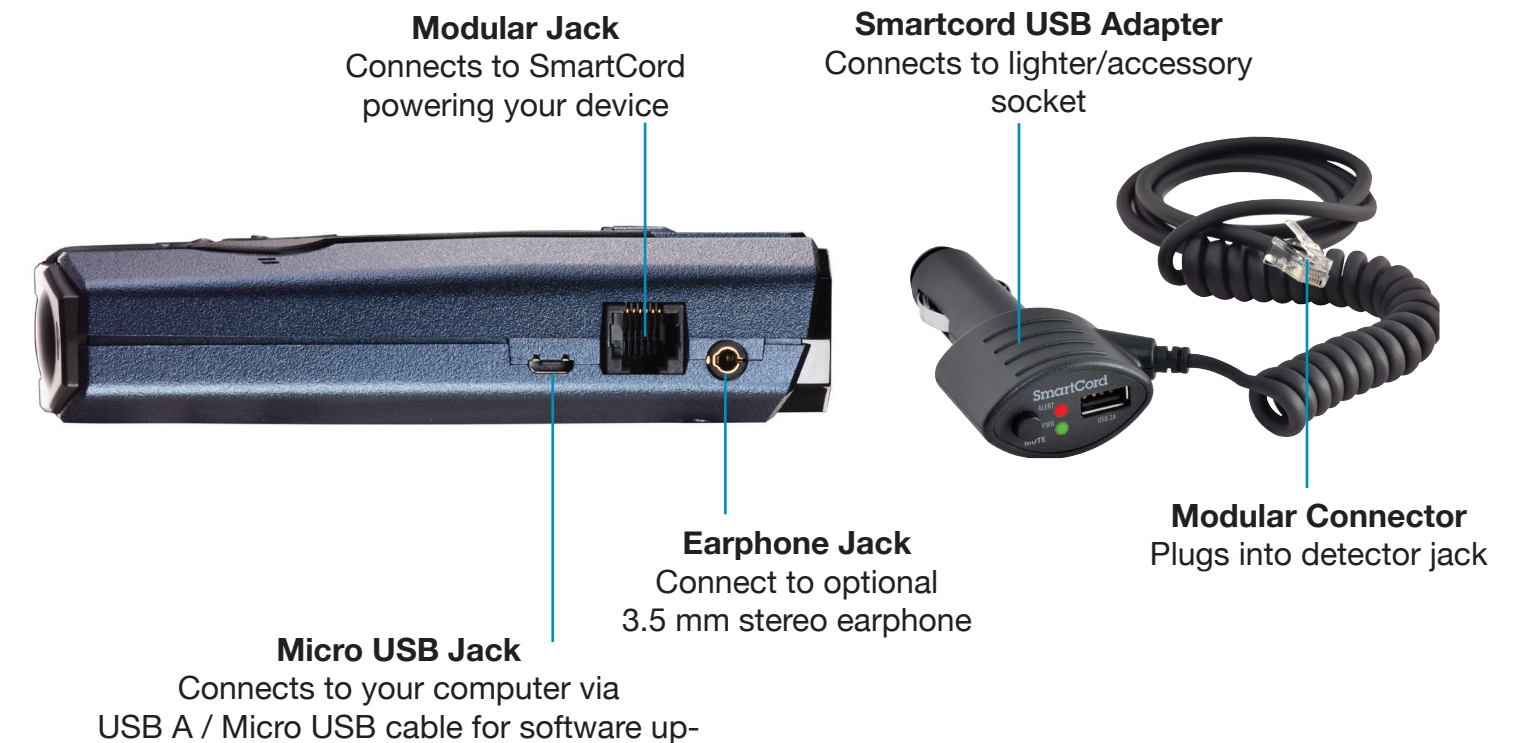 Modular Jack
Connects to SmartCord
powering your device
Smartcord USB Adapter
Connects to lighter/accessory
socket
SmartCord
ALERT
PWR
MUTE
USB 2A
Modular Connector
Plugs into detector jack
Earphone Jack
Connect to optional
3.5 mm stereo earphone
Micro USB Jack
Connects to your computer via
USB A / Micro USB cable for software up-